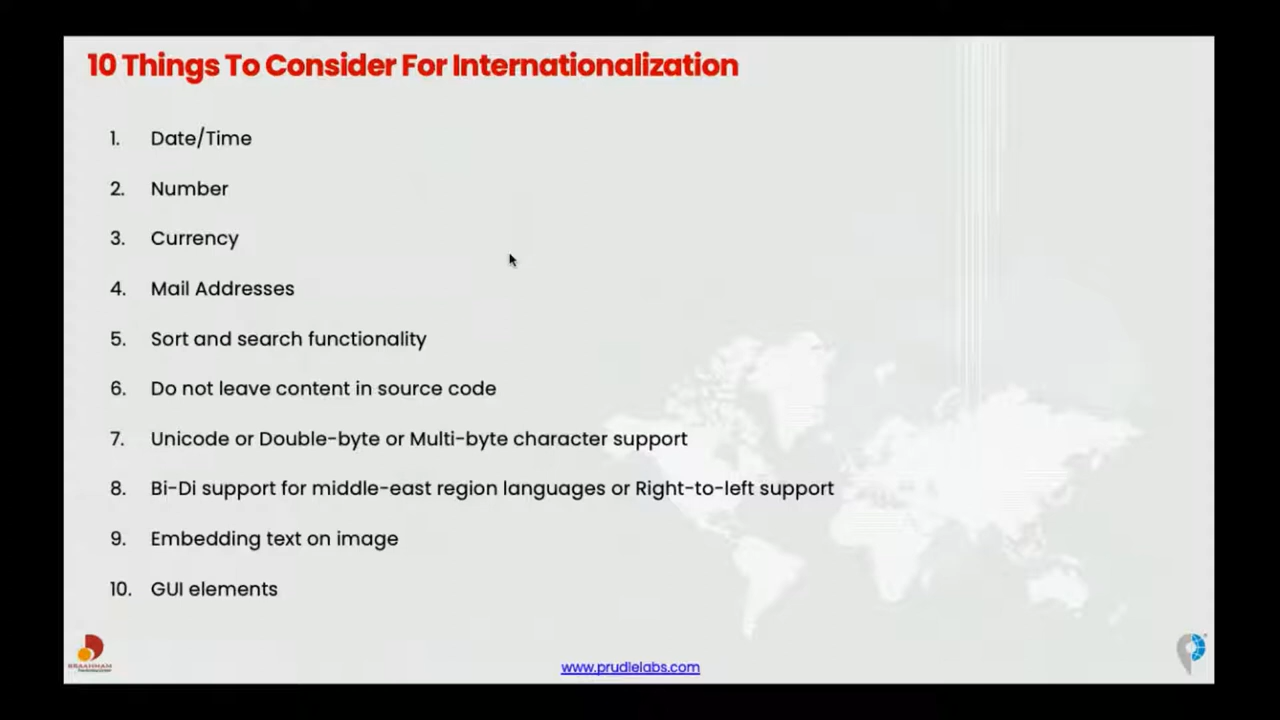 10 Things To Consider For Internationalization
1. Date/Time
2. Number
3. Currency
4. Mail Addresses
5. Sort and search functionality
6. Do not leave content in source code
7. Unicode or Double-byte or Multi-byte character support
8. Bi-Di support for middle-east region languages or Right-to-left support
9. Embedding text on image
10. GUI elements
www.prudlelabs.com